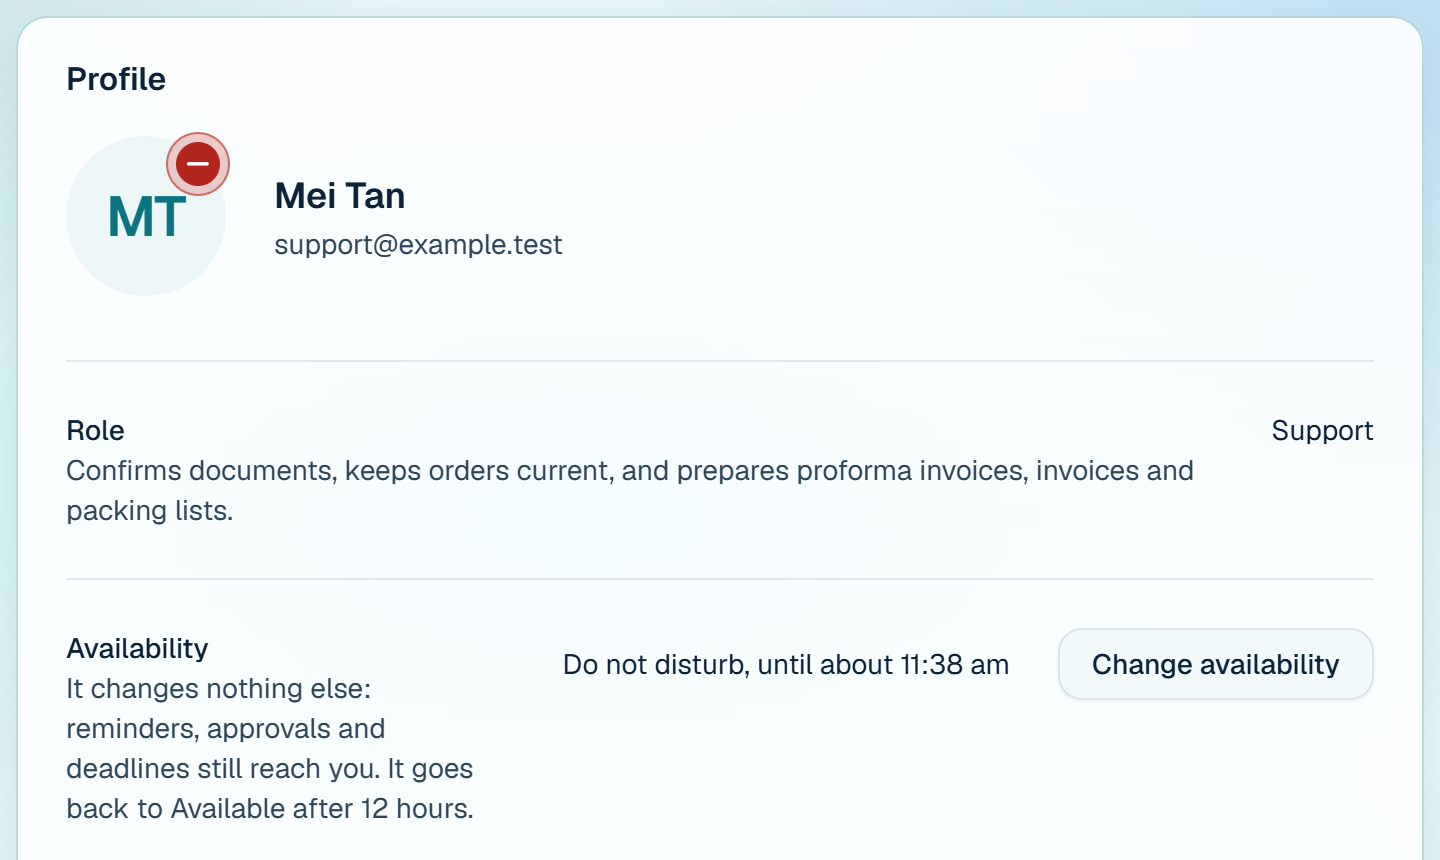 Profile
MT
Mei Tan
support@example.test
Role
Support
Confirms documents, keeps orders current, and prepares proforma invoices, invoices and
packing lists.
Availability
Do not disturb, until about 11:38 am
Change availability
It changes nothing else:
reminders, approvals and
deadlines still reach you. It goes
back to Available after 12 hours.